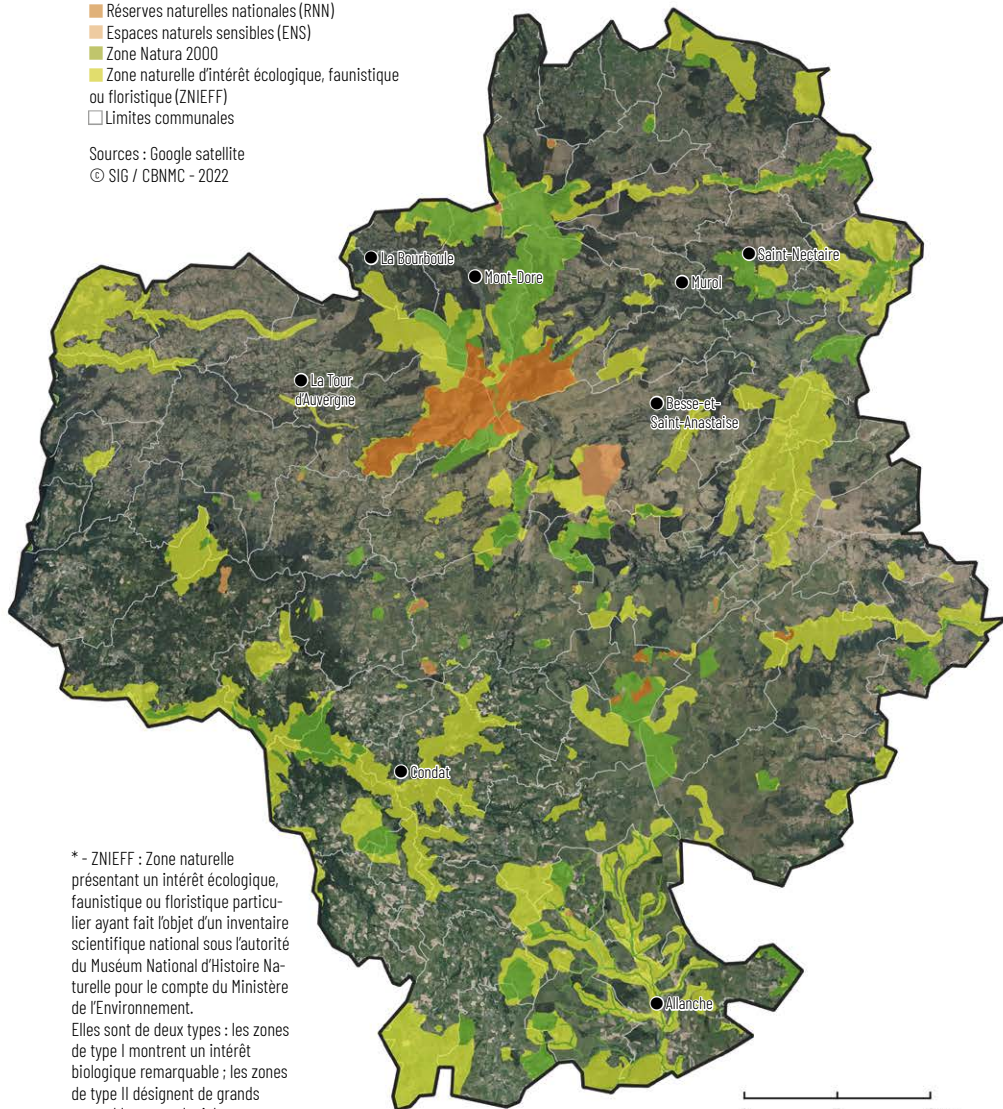 Réserves naturelles nationales (RNN)
Espaces naturels sensibles (ENS)
Zone Natura 2000
Zone naturelle d'intérêt écologique, faunistique
ou floristique (ZNIEFF)
Limites communales
Sources : Google satellite
© SIG / CBNMC - 2022
La Bourboule
Mont-Dore
Saint-Nectaire
Murol
La Tour
d'Auvergne
Besse-et-
Saint-Anastaise
Condat
Allanche
* - ZNIEFF : Zone naturelle
présentant un intérêt écologique,
faunistique ou floristique particu-
lier ayant fait l'objet d'un inventaire
scientifique national sous l'autorité
du Muséum National d'Histoire Na-
turelle pour le compte du Ministère
de l'Environnement.
Elles sont de deux types : les zones
de type I montrent un intérêt
biologique remarquable ; les zones
de type II désignent de grands